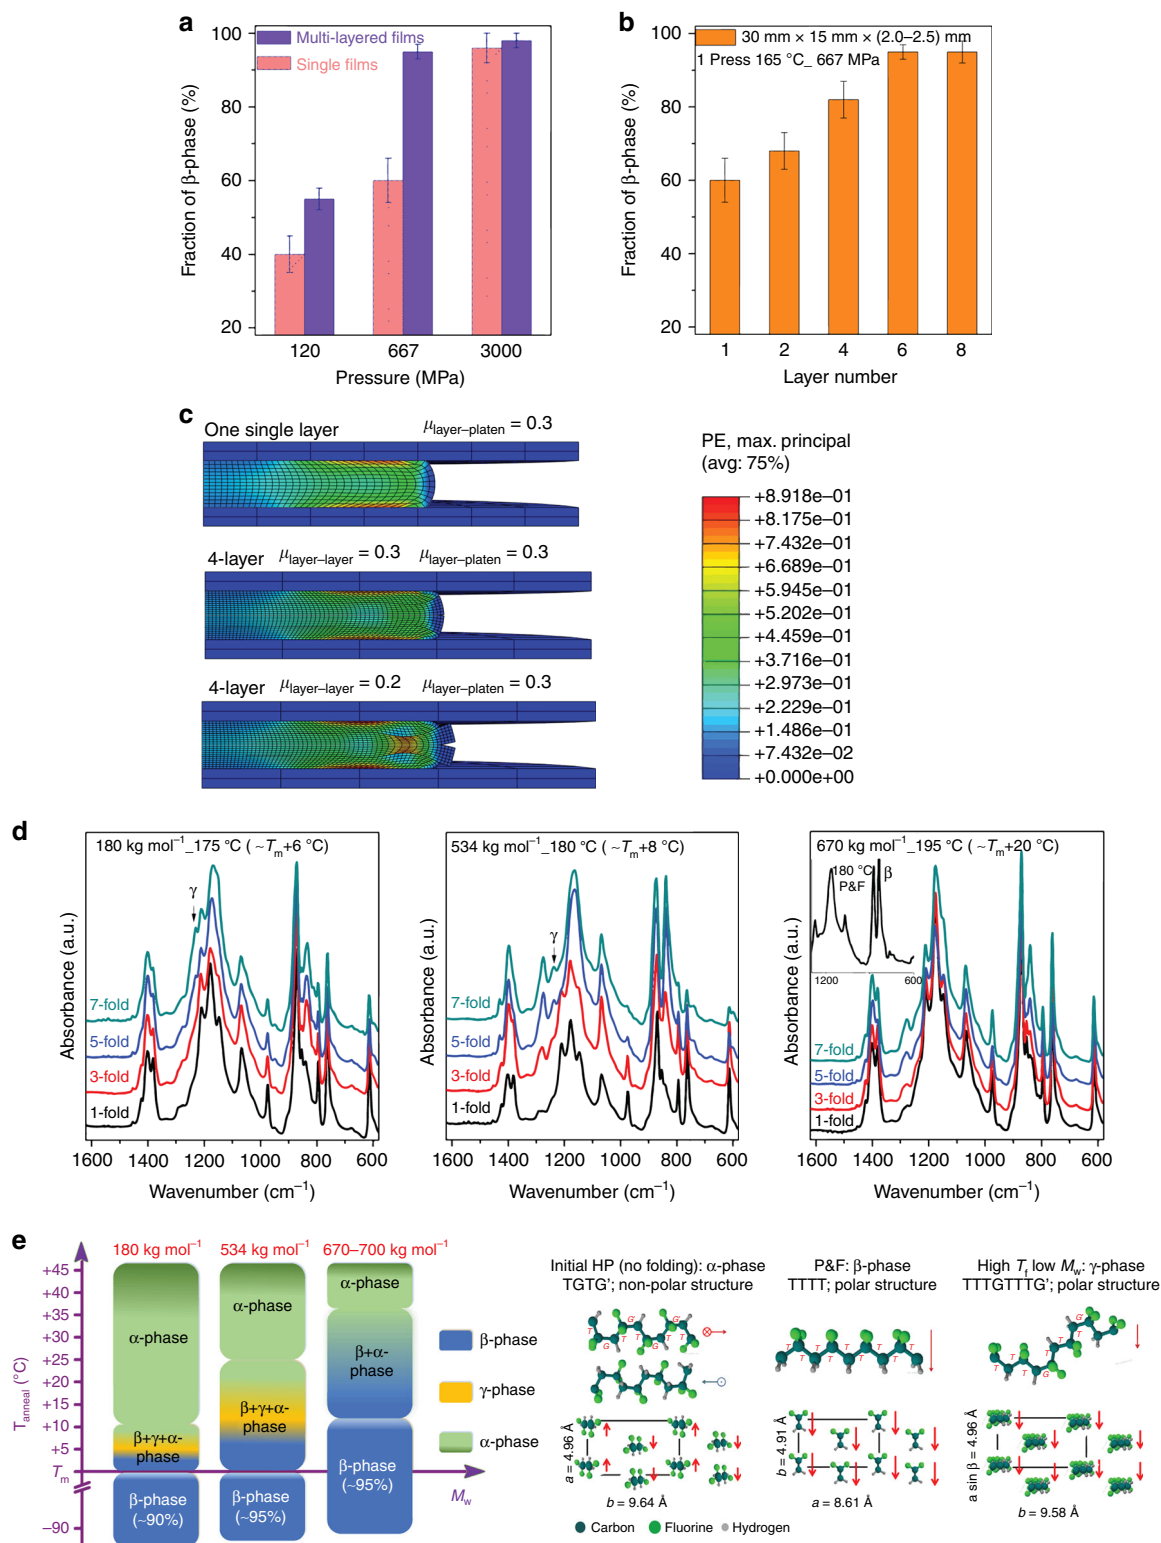 a
Multi-layered films
Single films
100
80
60
40
20
Fraction of β-phase (%)
120 667 3000
Pressure (MPa)
b
30 mm × 15 mm × (2.0–2.5) mm
1 Press 165 °C_ 667 MPa
100
80
60
40
20
Fraction of β-phase (%)
1 2 4 6 8
Layer number
c
One single layer μlayer–platen = 0.3
4-layer μlayer–layer = 0.3 μlayer–platen = 0.3
4-layer μlayer–layer = 0.2 μlayer–platen = 0.3
PE, max. principal
(avg: 75%)
+8.918e–01
+8.175e–01
+7.432e–01
+6.689e–01
+5.945e–01
+5.202e–01
+4.459e–01
+3.716e–01
+2.973e–01
+2.229e–01
+1.486e–01
+7.432e–02
+0.000e+00
d
180 kg mol⁻¹_175 °C ( ~Tm+6 °C)
γ
7-fold
5-fold
3-fold
1-fold
Absorbance (a.u.)
1600 1400 1200 1000 800 600
Wavenumber (cm⁻¹)
534 kg mol⁻¹_180 °C ( ~Tm+8 °C)
γ
7-fold
5-fold
3-fold
1-fold
Absorbance (a.u.)
1600 1400 1200 1000 800 600
Wavenumber (cm⁻¹)
670 kg mol⁻¹_195 °C ( ~Tm+20 °C)
180 °C
P&F
β
1200 600
7-fold
5-fold
3-fold
1-fold
Absorbance (a.u.)
1600 1400 1200 1000 800 600
Wavenumber (cm⁻¹)
e
180 kg mol⁻¹ 534 kg mol⁻¹ 670–700 kg mol⁻¹
Tanneal (°C)
+45
+40
+35
+30
+25
+20
+15
+10
+5
Tm
–90
α-phase
β+γ+α-
phase
β-phase
(~90%)
α-phase
β+γ+α-
phase
β-phase
(~95%)
α-phase
β+α-
phase
β-phase
(~95%)
Mw
β-phase
γ-phase
α-phase
Initial HP (no folding): α-phase
TGTG’; non-polar structure
T G T G' T G T G'
a = 4.96 Å
b = 9.64 Å
P&F: β-phase
TTTT; polar structure
T T T T T T T T T
b = 4.91 Å
a = 8.61 Å
High Tf low Mw: γ-phase
TTTGTTTG’; polar structure
T T T G T T T G'
a sin β = 4.96 Å
b = 9.58 Å
Carbon Fluorine Hydrogen